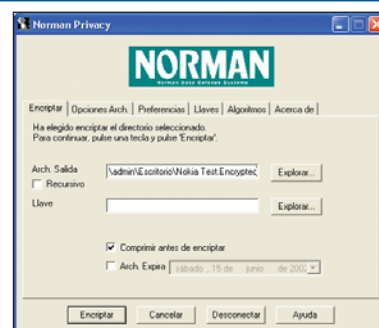 Norman Privacy
NORMAN
Norman Data Defense Systems
Encriptar Opciones Arch. Preferencias Llaves Algoritmos Acerca de
Ha elegido encriptar el directorio seleccionado.
Para continuar, pulse una tecla y pulse 'Encriptar'.
Arch. Salida \admin\Escritorio\Nokia Test.Encryptec Explorar...
Recursivo
Llave Explorar...
Comprimir antes de encriptar
Arch. Expira sábado , 15 de junio de 200
Encriptar Cancelar Desconectar Ayuda